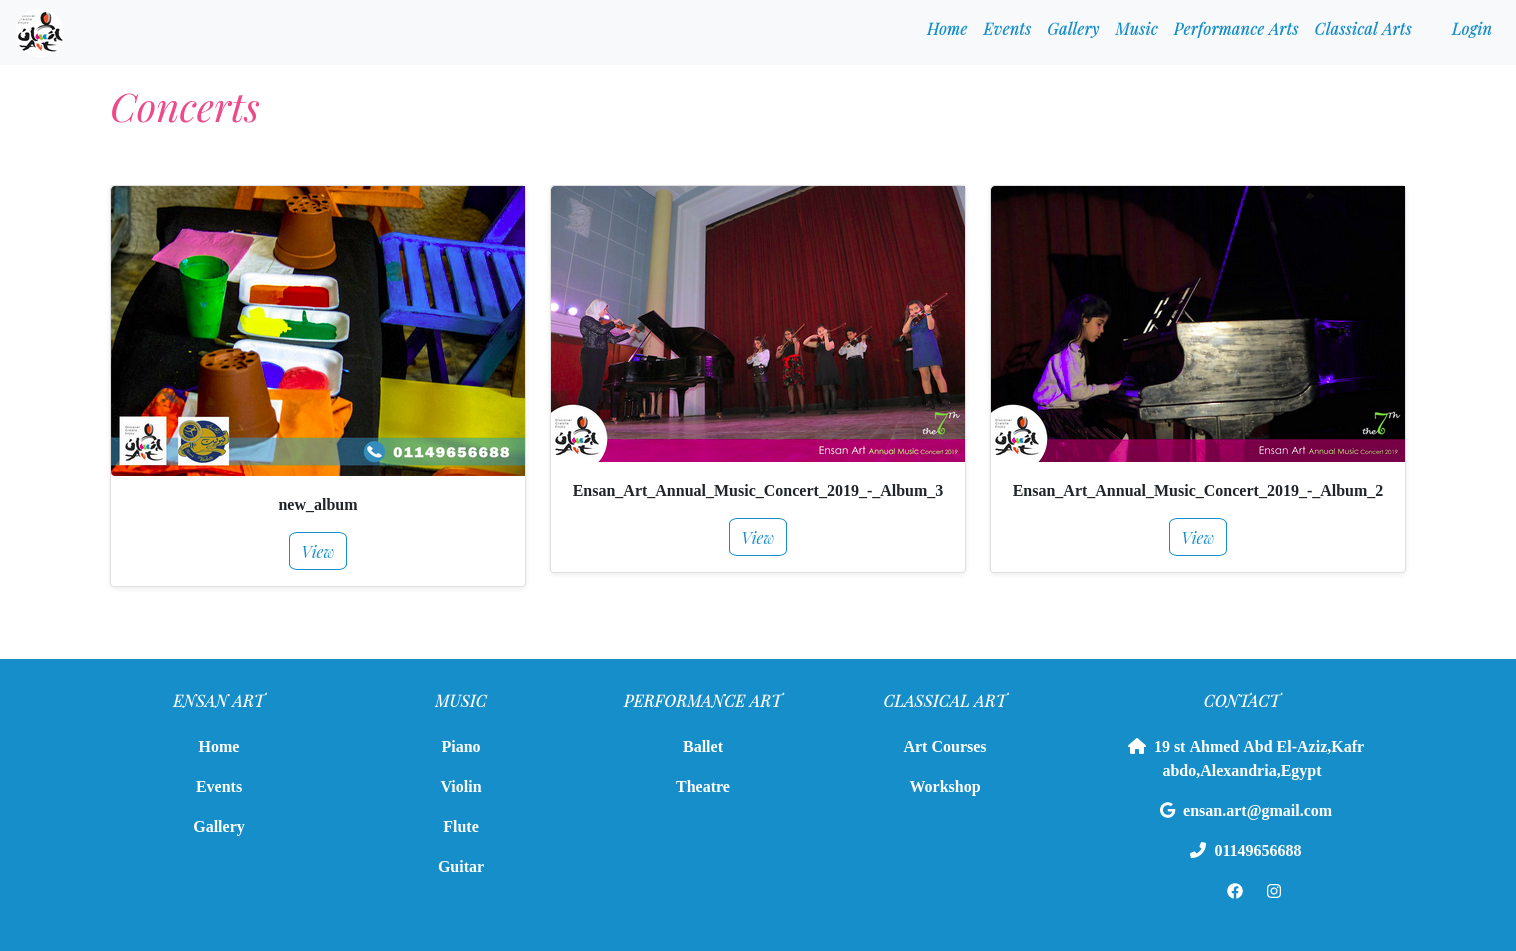 Home Events Gallery Music Performance Arts Classical Arts Login
Concerts
01149656688
new_album
View
the 7Th
Ensan Art Annual Music Concert 2019
Ensan_Art_Annual_Music_Concert_2019_-_Album_3
View
the 7Th
Ensan Art Annual Music Concert 2019
Ensan_Art_Annual_Music_Concert_2019_-_Album_2
View
ENSAN ART
Home
Events
Gallery
MUSIC
Piano
Violin
Flute
Guitar
PERFORMANCE ART
Ballet
Theatre
CLASSICAL ART
Art Courses
Workshop
CONTACT
19 st Ahmed Abd El-Aziz,Kafr
abdo,Alexandria,Egypt
ensan.art@gmail.com
01149656688